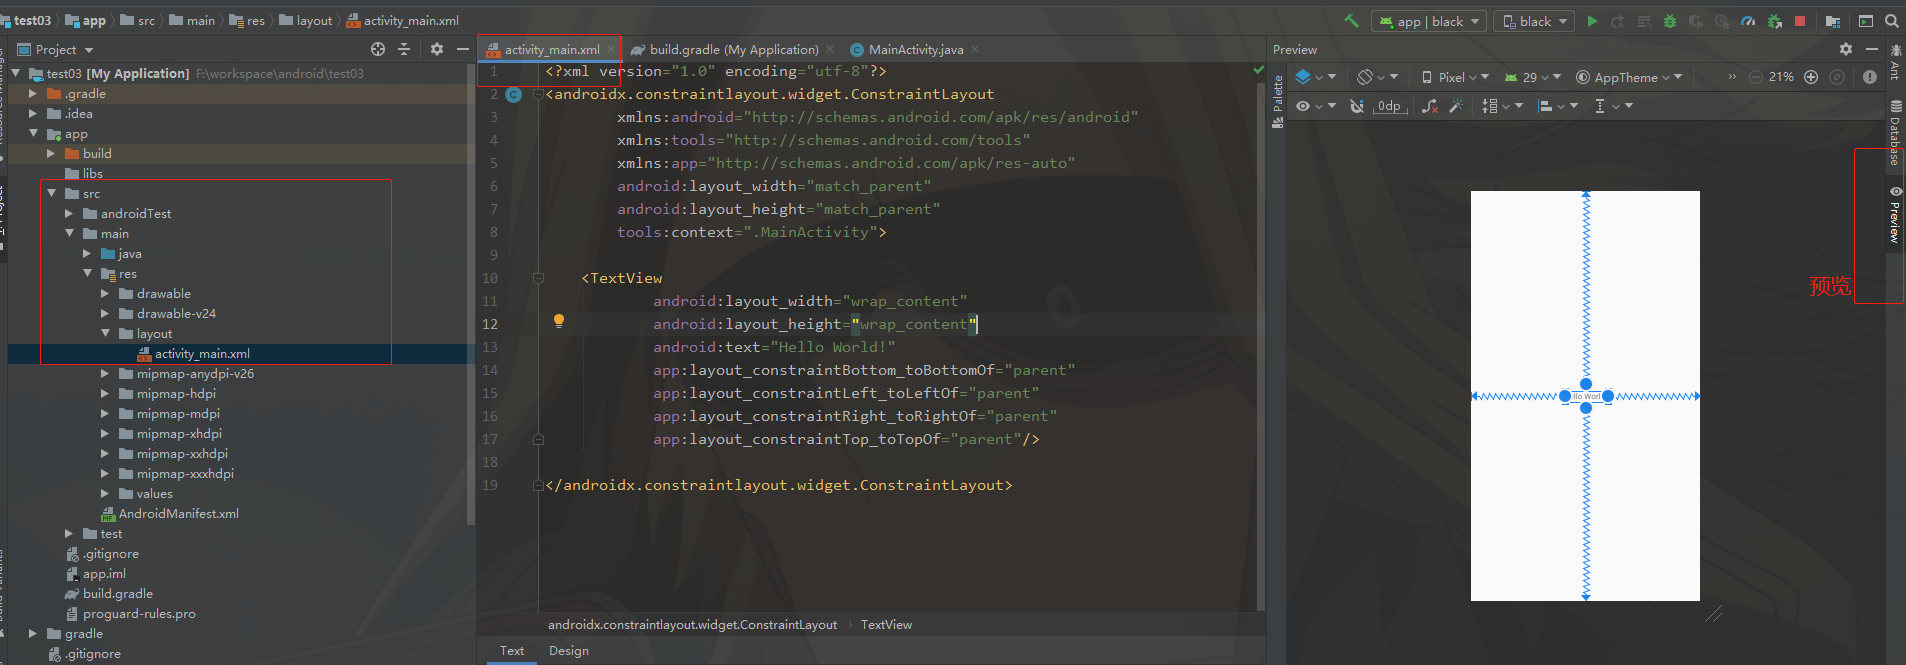 test03 app src main res layout activity_main.xml
app | black black
Project
activity_main.xml build.gradle (My Application) MainActivity.java
Preview
test03 [My Application] F:\workspace\android\test03
.gradle
.idea
app
build
libs
src
androidTest
main
java
res
drawable
drawable-v24
layout
activity_main.xml
mipmap-anydpi-v26
mipmap-hdpi
mipmap-mdpi
mipmap-xhdpi
mipmap-xxhdpi
mipmap-xxxhdpi
values
AndroidManifest.xml
test
.gitignore
app.iml
build.gradle
proguard-rules.pro
gradle
.gitignore
1 <?xml version="1.0" encoding="utf-8"?>
2 <androidx.constraintlayout.widget.ConstraintLayout
3 xmlns:android="http://schemas.android.com/apk/res/android"
4 xmlns:tools="http://schemas.android.com/tools"
5 xmlns:app="http://schemas.android.com/apk/res-auto"
6 android:layout_width="match_parent"
7 android:layout_height="match_parent"
8 tools:context=".MainActivity">
9
10 <TextView
11 android:layout_width="wrap_content"
12 android:layout_height="wrap_content"
13 android:text="Hello World!"
14 app:layout_constraintBottom_toBottomOf="parent"
15 app:layout_constraintLeft_toLeftOf="parent"
16 app:layout_constraintRight_toRightOf="parent"
17 app:layout_constraintTop_toTopOf="parent"/>
18
19 </androidx.constraintlayout.widget.ConstraintLayout>
androidx.constraintlayout.widget.ConstraintLayout TextView
Text Design
Palette
Pixel 29 AppTheme 21%
0dp
Ant
Database
Preview
预览